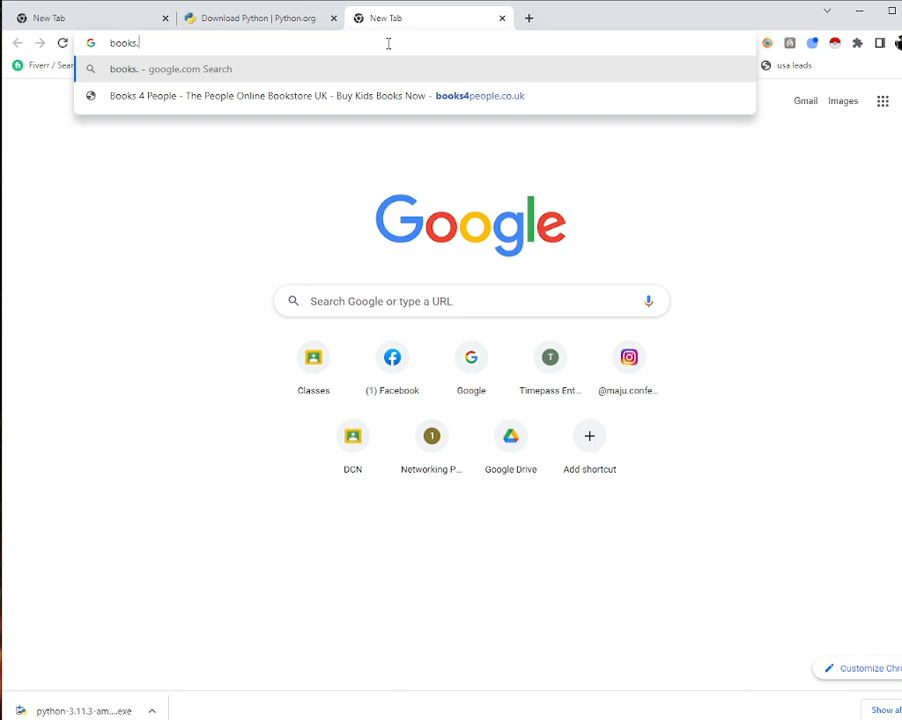 New Tab
Download Python | Python.org
New Tab
books.
Fiverr / Sear
usa leads
books. - google.com Search
Books 4 People - The People Online Bookstore UK - Buy Kids Books Now - books4people.co.uk
Gmail Images
Google
Search Google or type a URL
Classes
(1) Facebook
Google
T
Timepass Ent...
@maju.confe...
DCN
1
Networking P...
Google Drive
Add shortcut
Customize Chro
python-3.11.3-am....exe
Show al